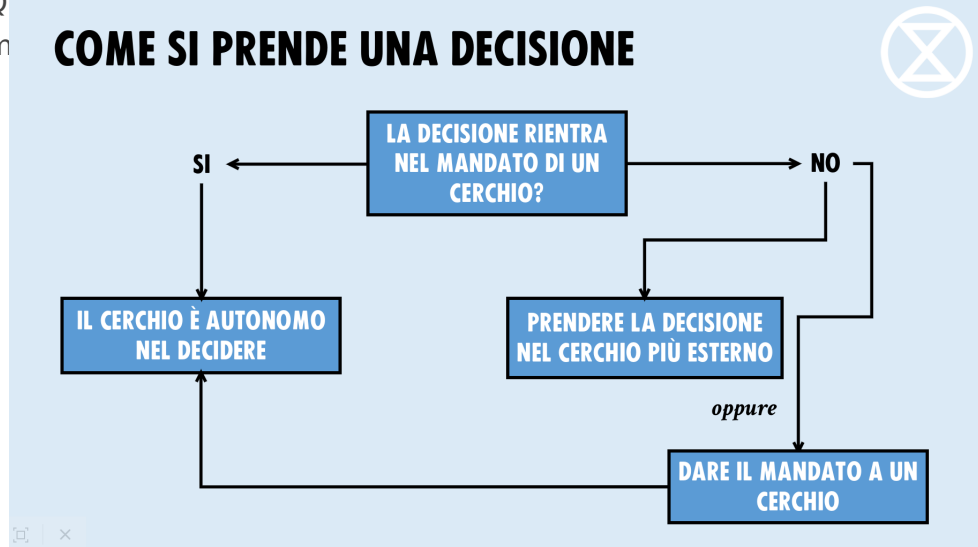 COME SI PRENDE UNA DECISIONE
LA DECISIONE RIENTRA
NEL MANDATO DI UN
CERCHIO?
SI
NO
IL CERCHIO È AUTONOMO
NEL DECIDERE
PRENDERE LA DECISIONE
NEL CERCHIO PIÙ ESTERNO
oppure
DARE IL MANDATO A UN
CERCHIO